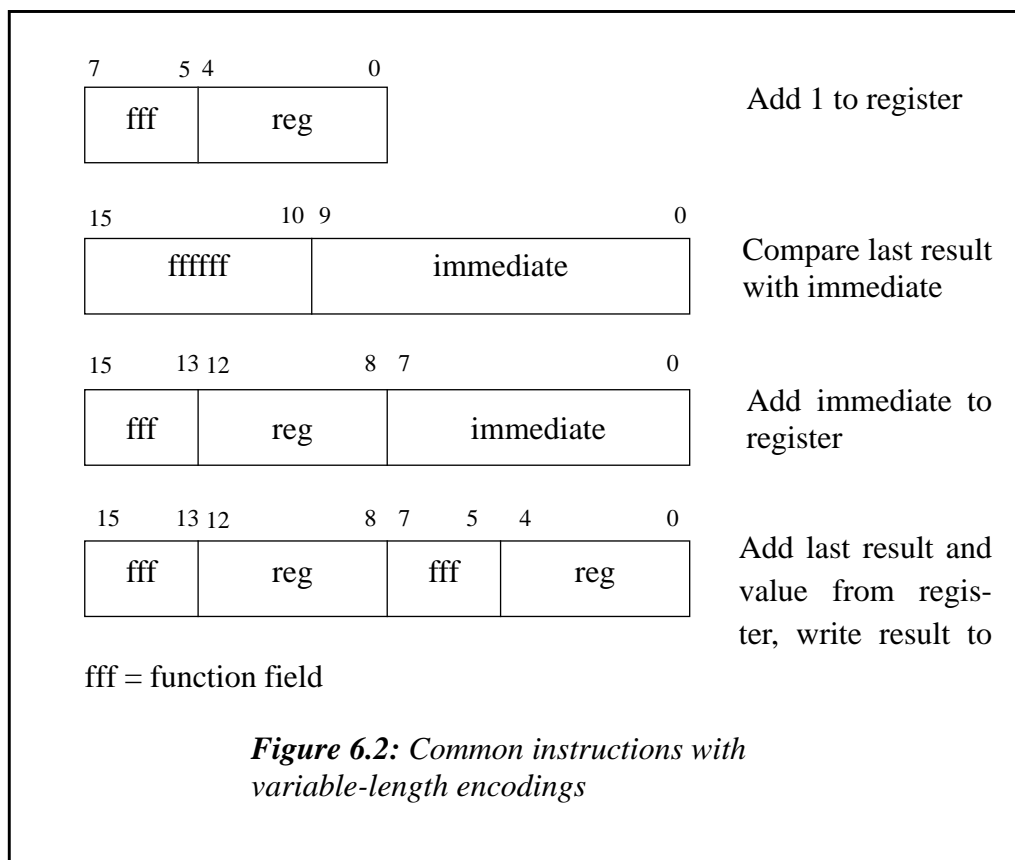 7 5 4 0
fff reg
Add 1 to register
15 10 9 0
ffffff immediate
Compare last result
with immediate
15 13 12 8 7 0
fff reg immediate
Add immediate to
register
15 13 12 8 7 5 4 0
fff reg fff reg
Add last result and
value from regis-
ter, write result to
fff = function field
Figure 6.2: Common instructions with
variable-length encodings